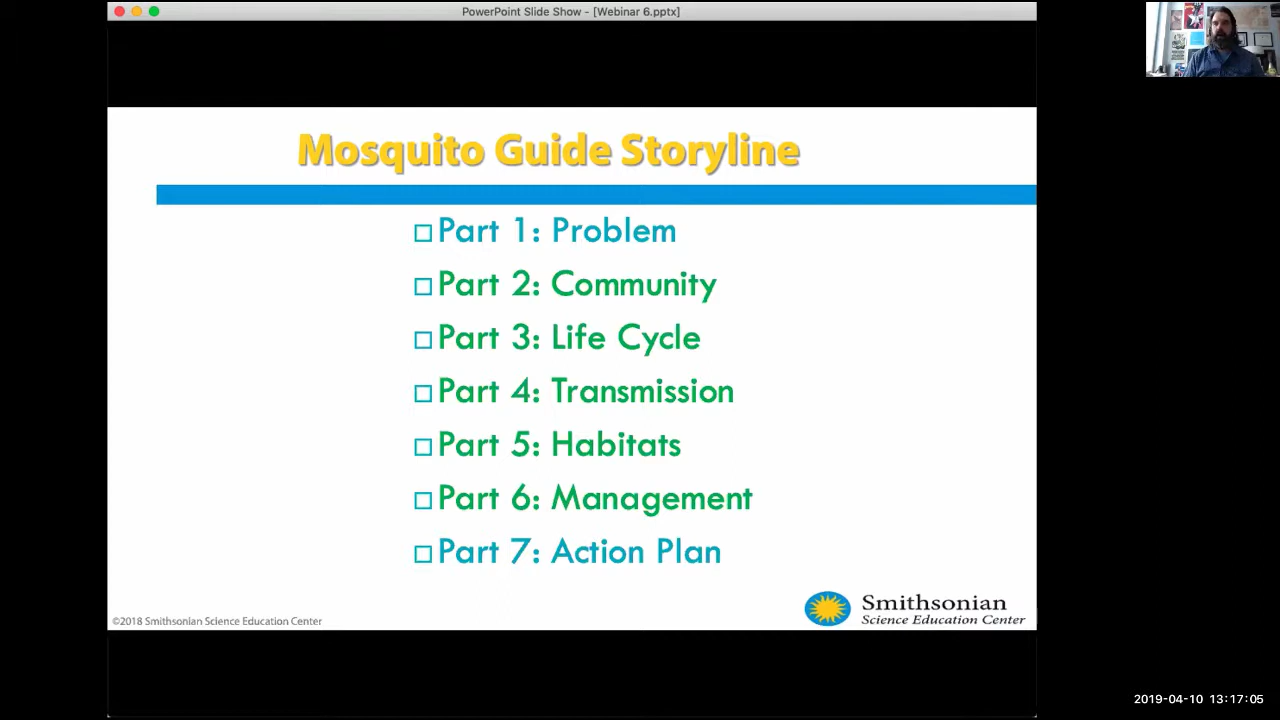 PowerPoint Slide Show - [Webinar 6.pptx]
Mosquito Guide Storyline
Part 1: Problem
Part 2: Community
Part 3: Life Cycle
Part 4: Transmission
Part 5: Habitats
Part 6: Management
Part 7: Action Plan
Smithsonian
Science Education Center
©2018 Smithsonian Science Education Center
2019-04-10 13:17:05